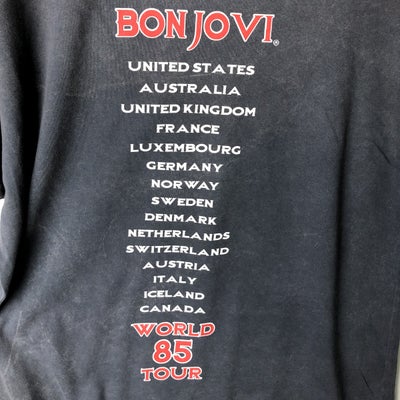 BON JOVI®
UNITED STATES
AUSTRALIA
UNITED KINGDOM
FRANCE
LUXEMBOURG
GERMANY
NORWAY
SWEDEN
DENMARK
NETHERLANDS
SWITZERLAND
AUSTRIA
ITALY
ICELAND
CANADA
WORLD
85
TOUR